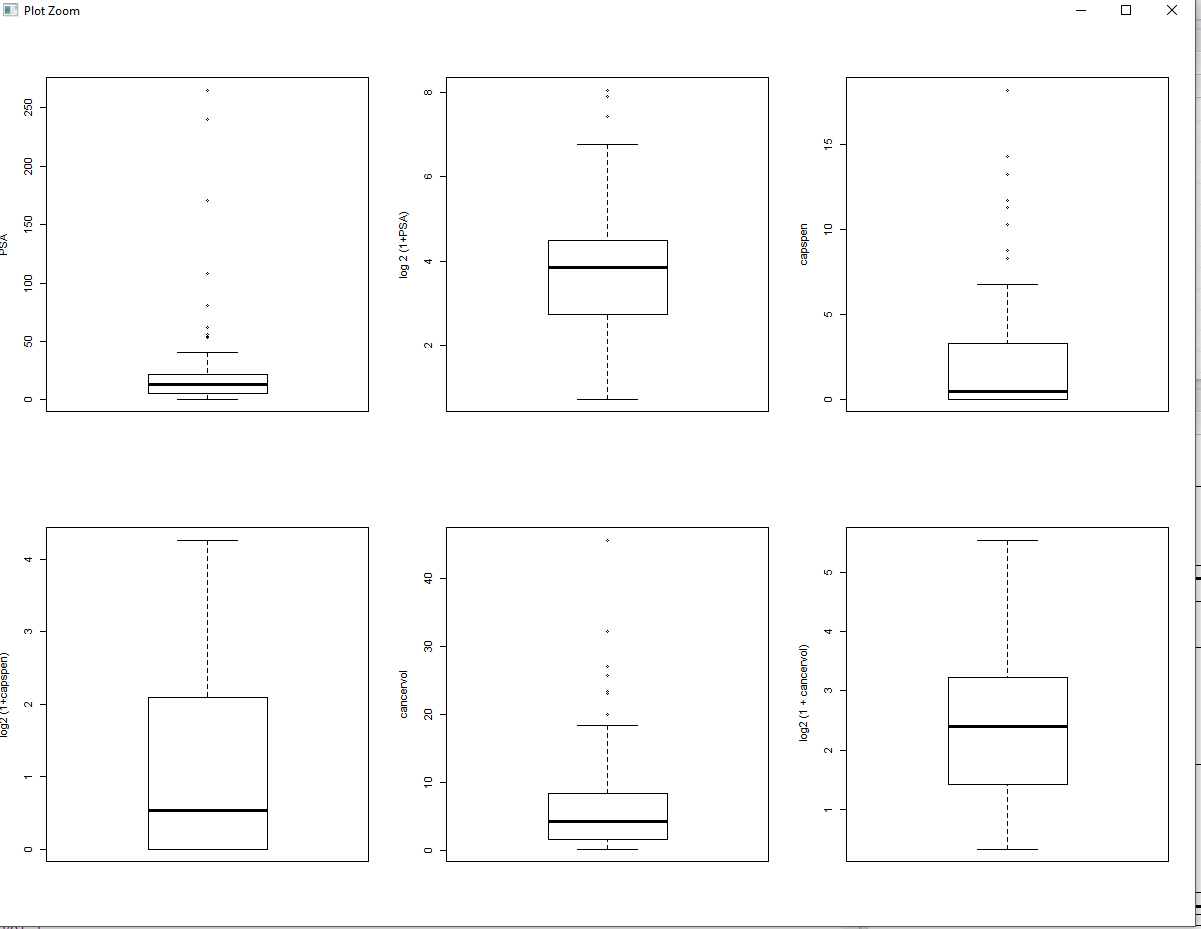 Plot Zoom
PSA
0 50 100 150 200 250
log 2 (1+PSA)
2 4 6 8
capspen
0 5 10 15
log2 (1+capspen)
0 1 2 3 4
cancervol
0 10 20 30 40
log2 (1 + cancervol)
1 2 3 4 5